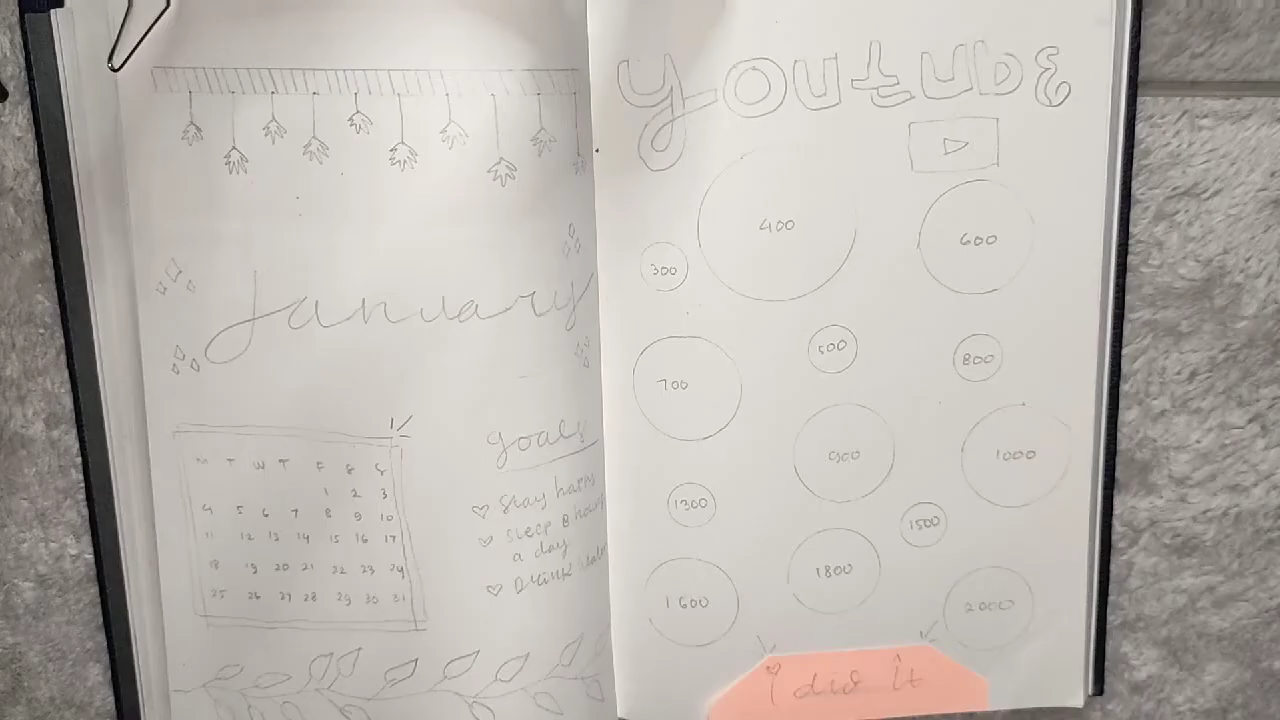 January
M T W T F S S
1 2 3
4 5 6 7 8 9 10
11 12 13 14 15 16 17
18 19 20 21 22 23 24
25 26 27 28 29 30 31
goals
Stay happy
Sleep 8 hours
a day
Drink water
YOUTUBE
400
600
300
500
700
800
900
1000
1300
1500
1800
1600
2000
I did it